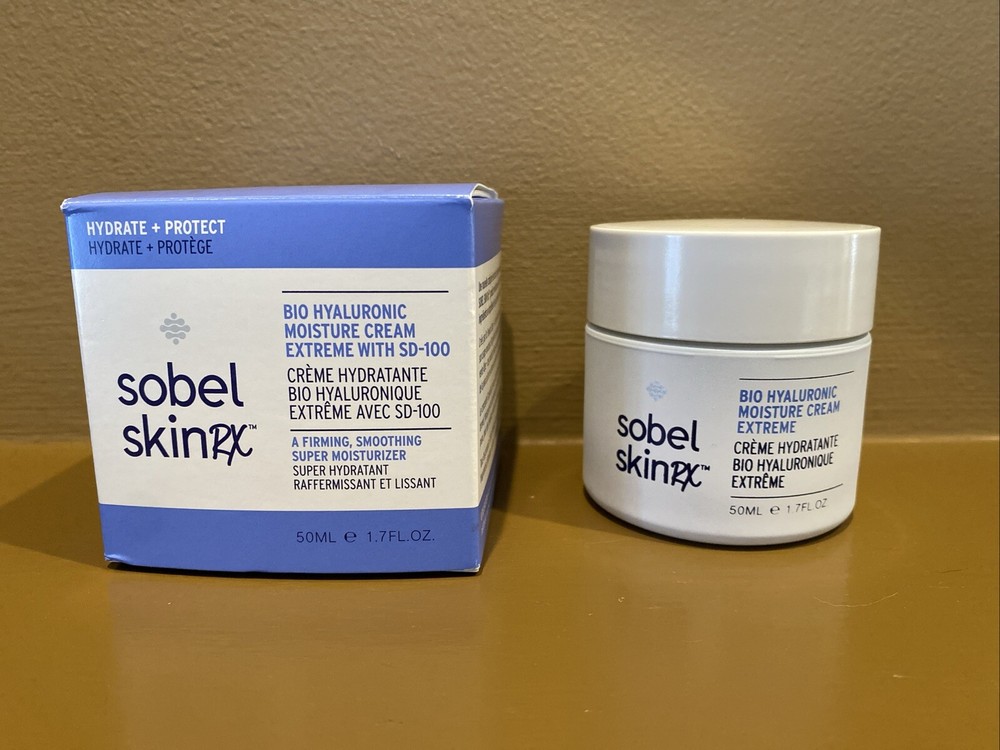 HYDRATE + PROTECT
HYDRATE + PROTÈGE
sobel
skinRX™
BIO HYALURONIC
MOISTURE CREAM
EXTREME WITH SD-100
CRÈME HYDRATANTE
BIO HYALURONIQUE
EXTRÊME AVEC SD-100
A FIRMING, SMOOTHING
SUPER MOISTURIZER
SUPER HYDRATANT
RAFFERMISSANT ET LISSANT
50ML ℮ 1.7FL.OZ.
sobel
skinRX™
BIO HYALURONIC
MOISTURE CREAM
EXTREME
CRÈME HYDRATANTE
BIO HYALURONIQUE
EXTRÊME
50ML ℮ 1.7FL.OZ.